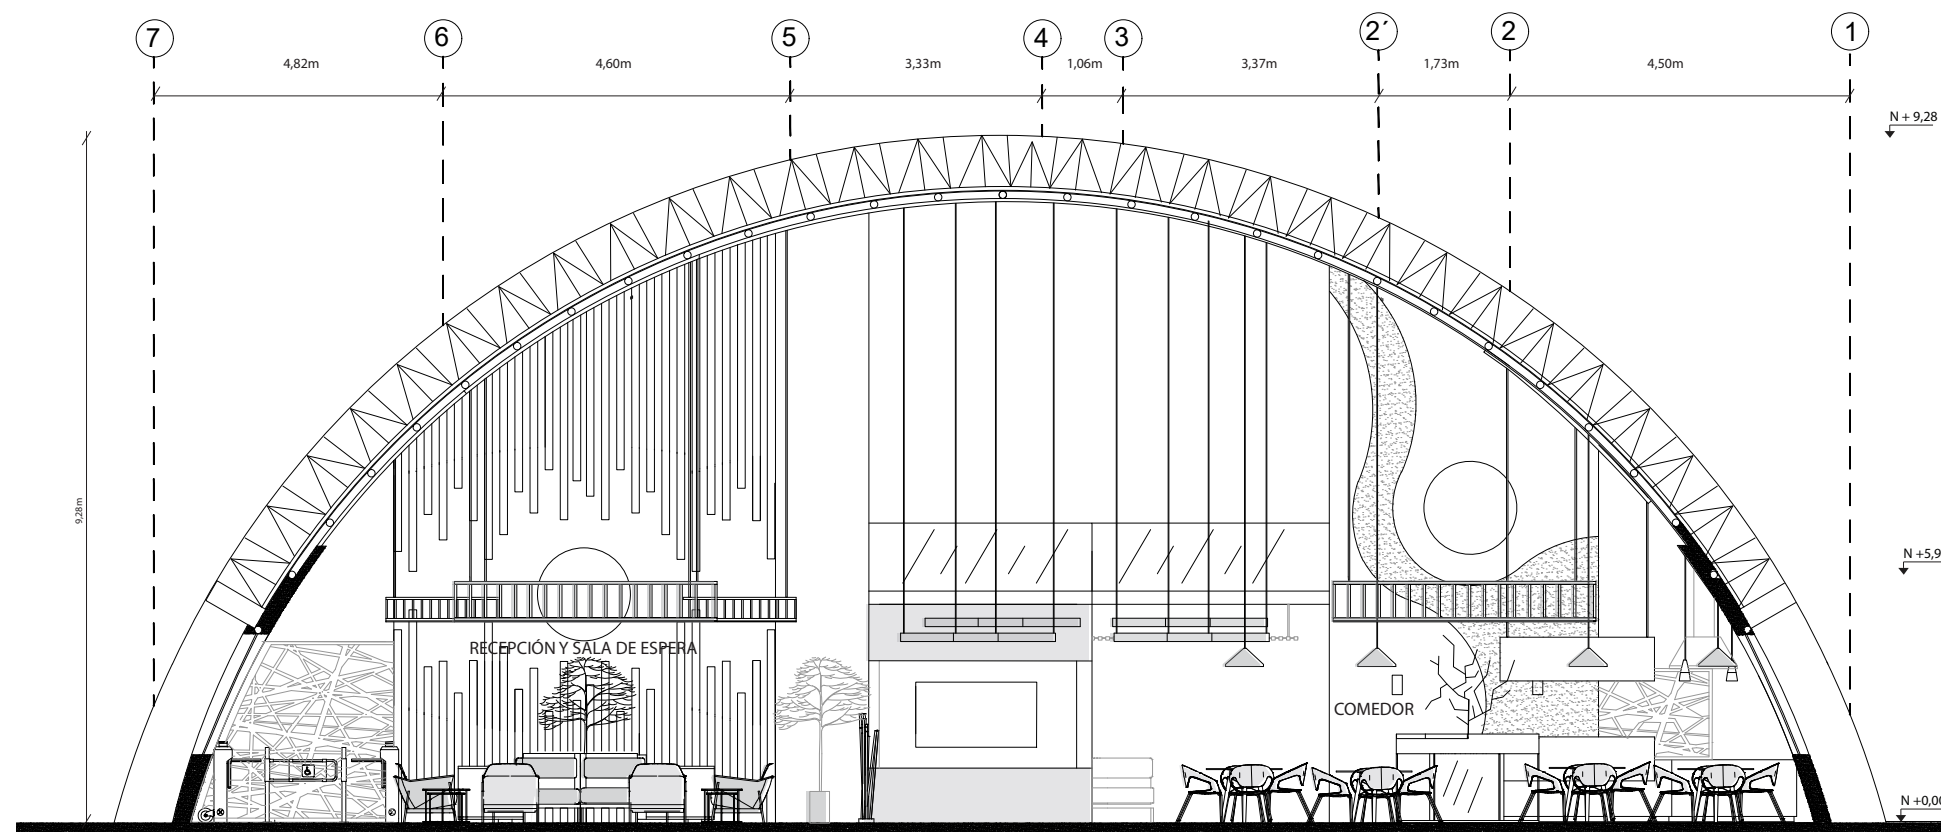 7 6 5 4 3 2´ 2 1
4,82m 4,60m 3,33m 1,06m 3,37m 1,73m 4,50m
N + 9,28
9,28m
N +5,9
RECEPCIÓN Y SALA DE ESPERA
COMEDOR
N +0,00